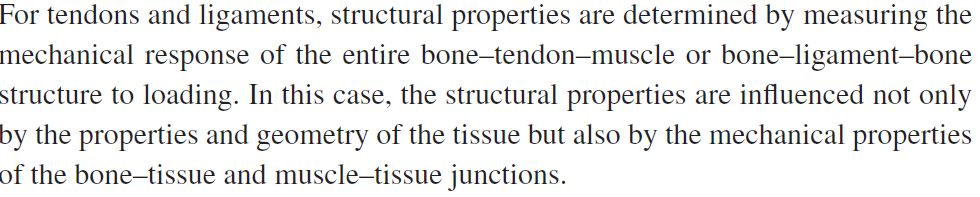 For tendons and ligaments, structural properties are determined by measuring the
mechanical response of the entire bone–tendon–muscle or bone–ligament–bone
structure to loading. In this case, the structural properties are influenced not only
by the properties and geometry of the tissue but also by the mechanical properties
of the bone–tissue and muscle–tissue junctions.